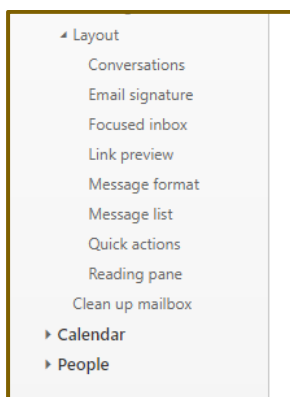 Layout
Conversations
Email signature
Focused inbox
Link preview
Message format
Message list
Quick actions
Reading pane
Clean up mailbox
Calendar
People